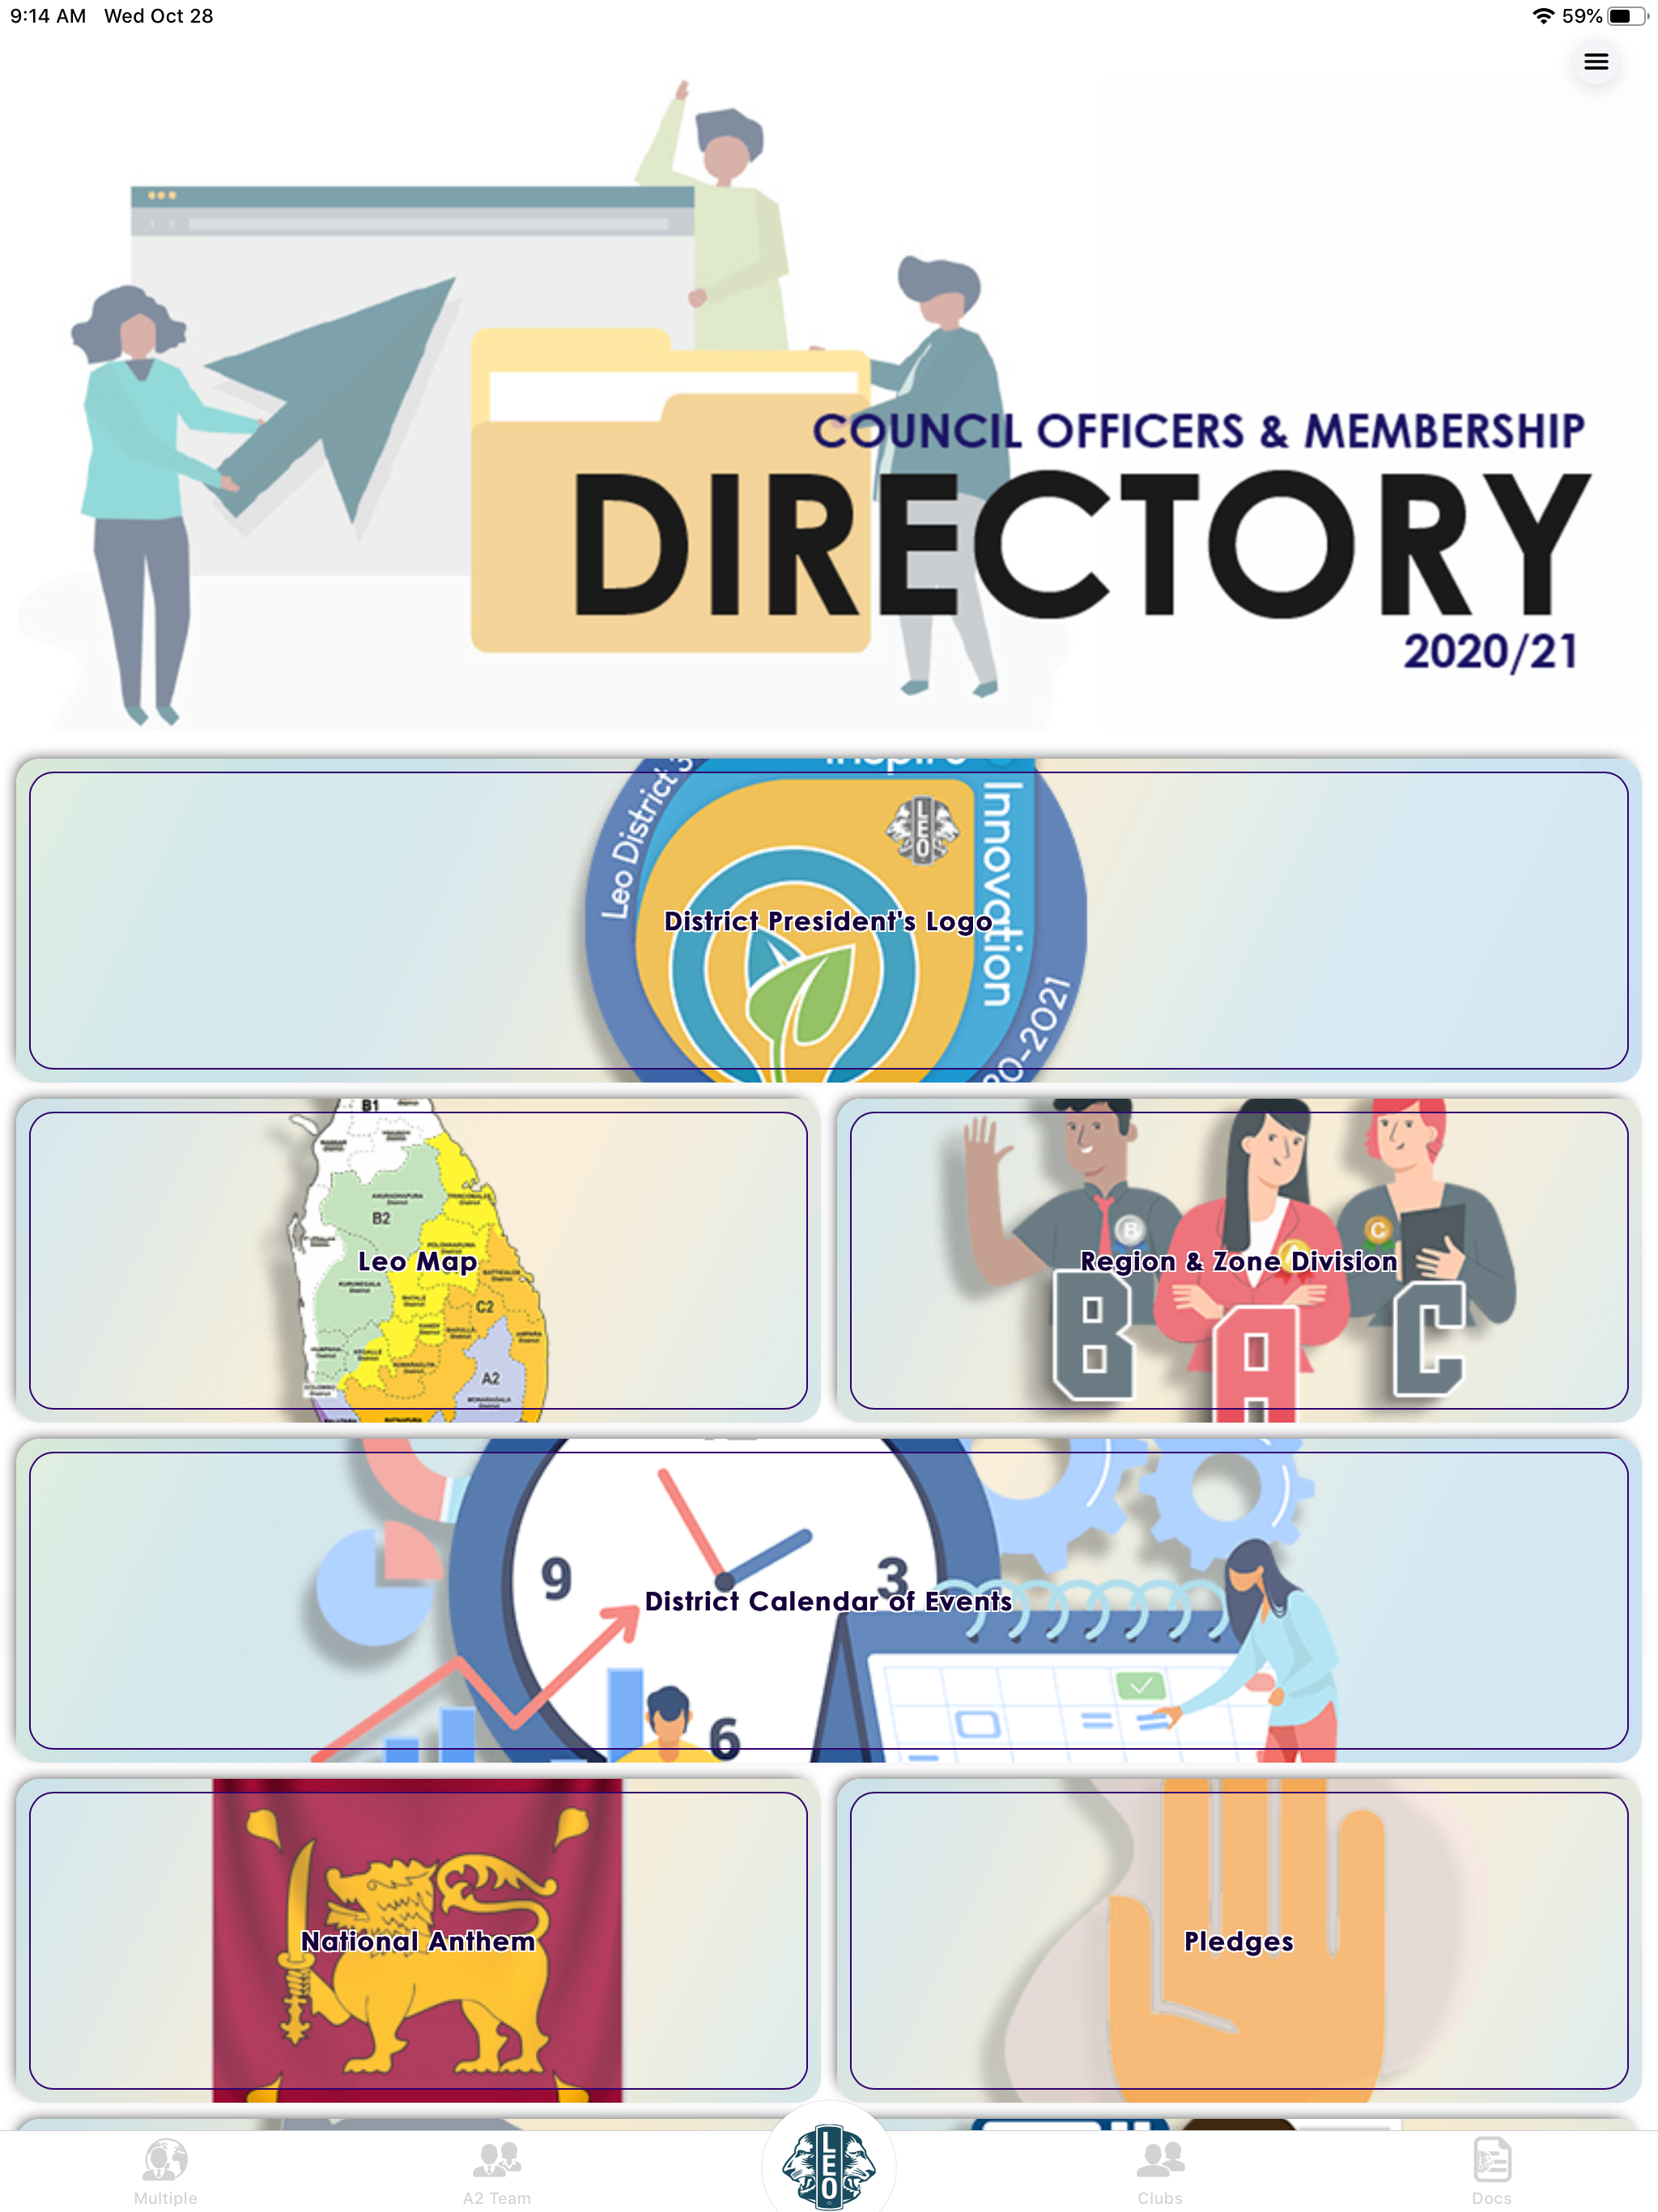 9:14 AM Wed Oct 28
59%
COUNCIL OFFICERS & MEMBERSHIP
DIRECTORY
2020/21
Leo District 3
Innovation
LEO
District President's Logo
20-2021
B1
B2
Leo Map
C2
A2
B
C
Region & Zone Division
B A C
9
3
District Calendar of Events
6
National Anthem
Pledges
Multiple
A2 Team
LEO
Clubs
Docs